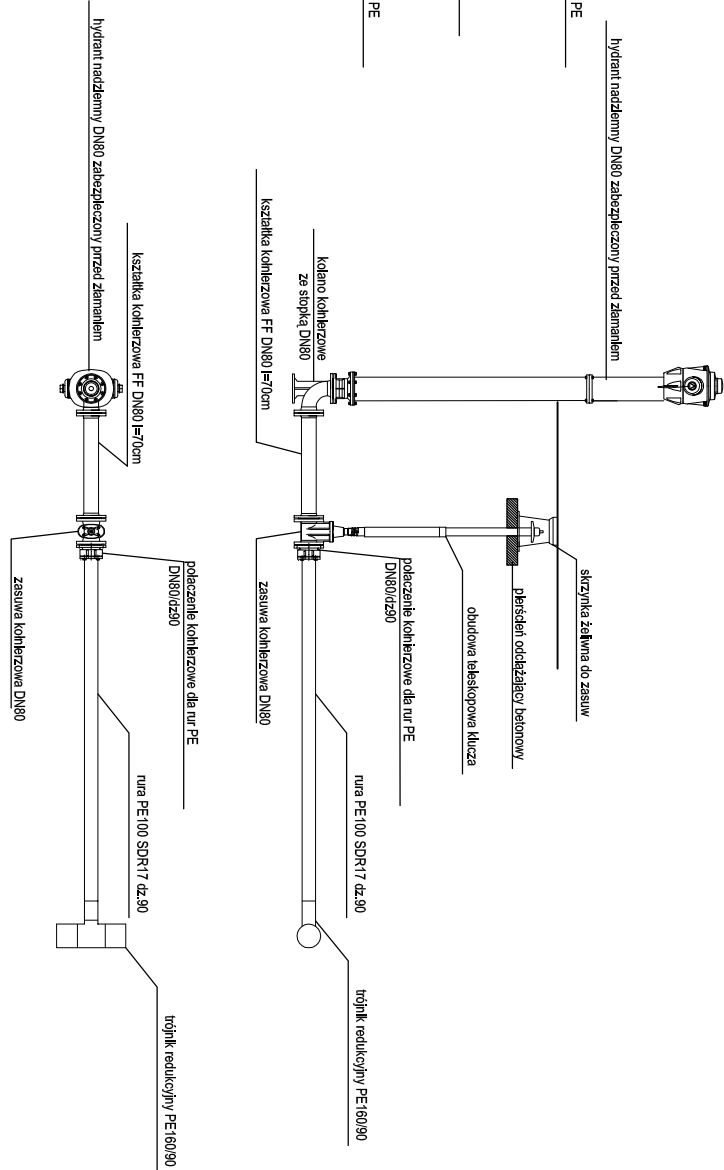 PE
PE
hydrant nadziemny DN80 zabezpieczony przed złamaniem
skrzynka żeliwna do zasuw
pierścień odciążający betonowy
obudowa teleskopowa klucza
połaczenie kołnierzowe dla rur PE
DN80/dz90
rura PE100 SDR17 dz.90
trójnik redukcyjny PE160/90
kolano kołnierzowe
ze stopką DN80
kształtka kołnierzowa FF DN80 l=70cm
zasuwa kołnierzowa DN80
hydrant nadziemny DN80 zabezpieczony przed złamaniem
kształtka kołnierzowa FF DN80 l=70cm
połaczenie kołnierzowe dla rur PE
DN80/dz90
rura PE100 SDR17 dz.90
trójnik redukcyjny PE160/90
zasuwa kołnierzowa DN80